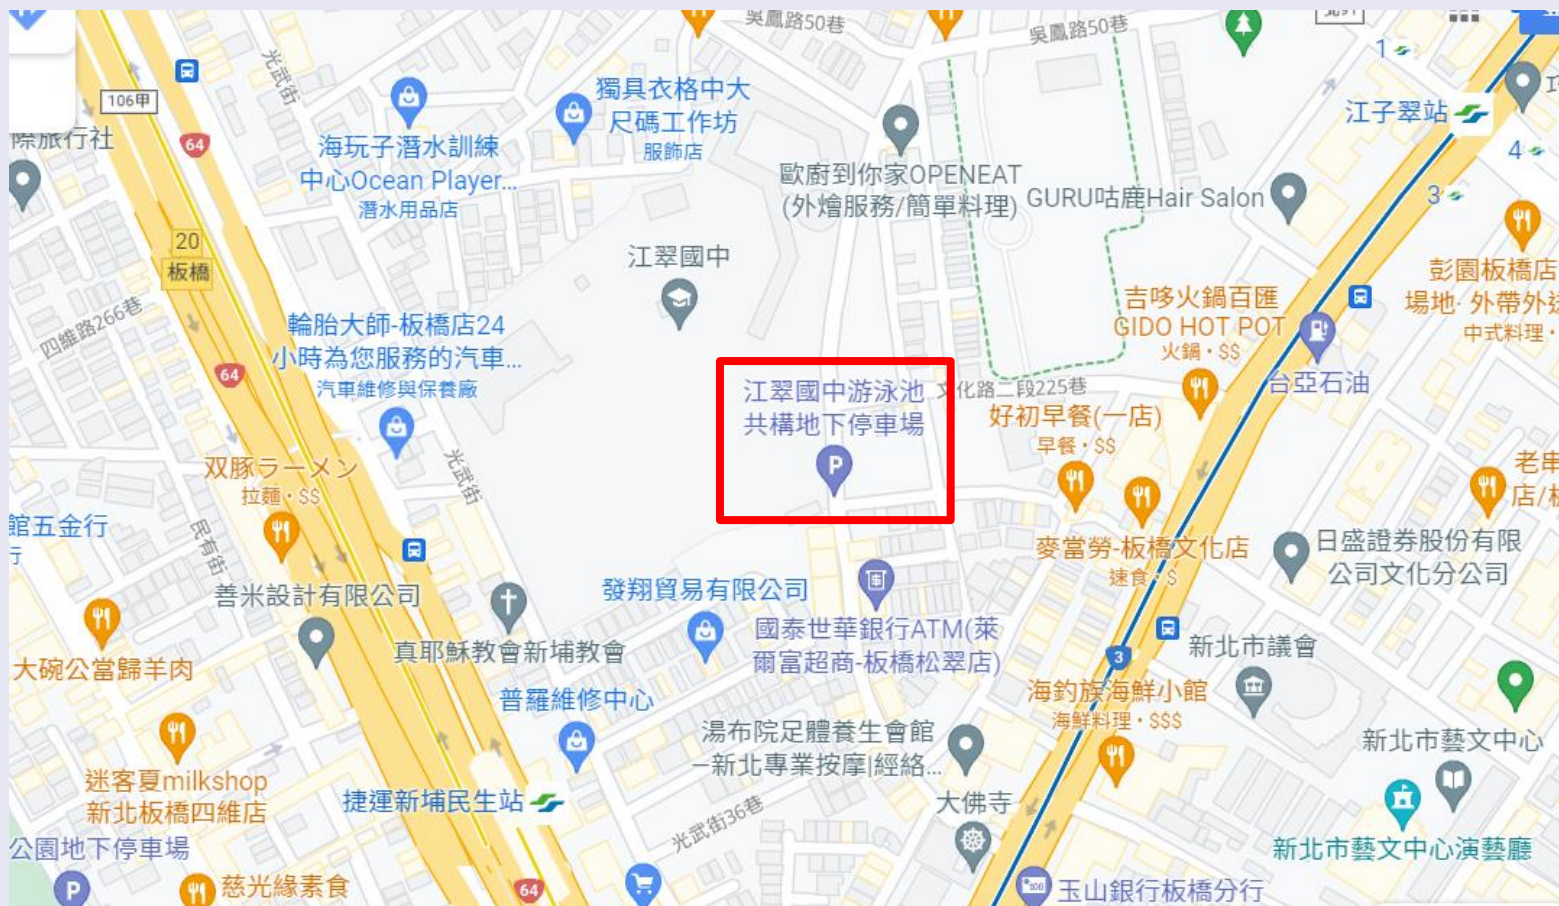 吳鳳路50巷
吳鳳路50巷
光武街
106甲
64
際旅行社
海玩子潛水訓練
中心Ocean Player...
潛水用品店
獨具衣格中大
尺碼工作坊
服飾店
歐廚到你家OPENEAT
(外燴服務/簡單料理)
GURU咕鹿Hair Salon
1
江子翠站
4
3
20
板橋
四維路266巷
江翠國中
輪胎大師-板橋店24
小時為您服務的汽車...
汽車維修與保養廠
64
吉哆火鍋百匯
GIDO HOT POT
火鍋・$$
彭園板橋店
場地· 外帶外送
中式料理・
台亞石油
江翠國中游泳池
共構地下停車場
P
文化路二段225巷
好初早餐(一店)
早餐・$$
双豚ラーメン
拉麵・$$
光武街
民有街
老串
店/板
館五金行
行
麥當勞-板橋文化店
速食・$
日盛證券股份有限
公司文化分公司
善米設計有限公司
真耶穌教會新埔教會
發翔貿易有限公司
國泰世華銀行ATM(萊
爾富超商-板橋松翠店)
3
新北市議會
大碗公當歸羊肉
普羅維修中心
海釣族海鮮小館
海鮮料理・$$$
湯布院足體養生會館
—新北專業按摩|經絡...
新北市藝文中心
迷客夏milkshop
新北板橋四維店
捷運新埔民生站
光武街36巷
大佛寺
新北市藝文中心演藝廳
公園地下停車場
P
慈光緣素食
64
玉山銀行板橋分行